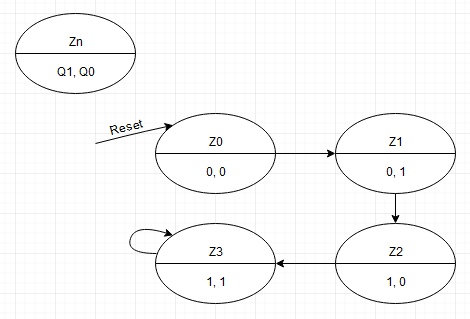 Zn
Q1, Q0
Reset
Z0
0, 0
Z1
0, 1
Z3
1, 1
Z2
1, 0